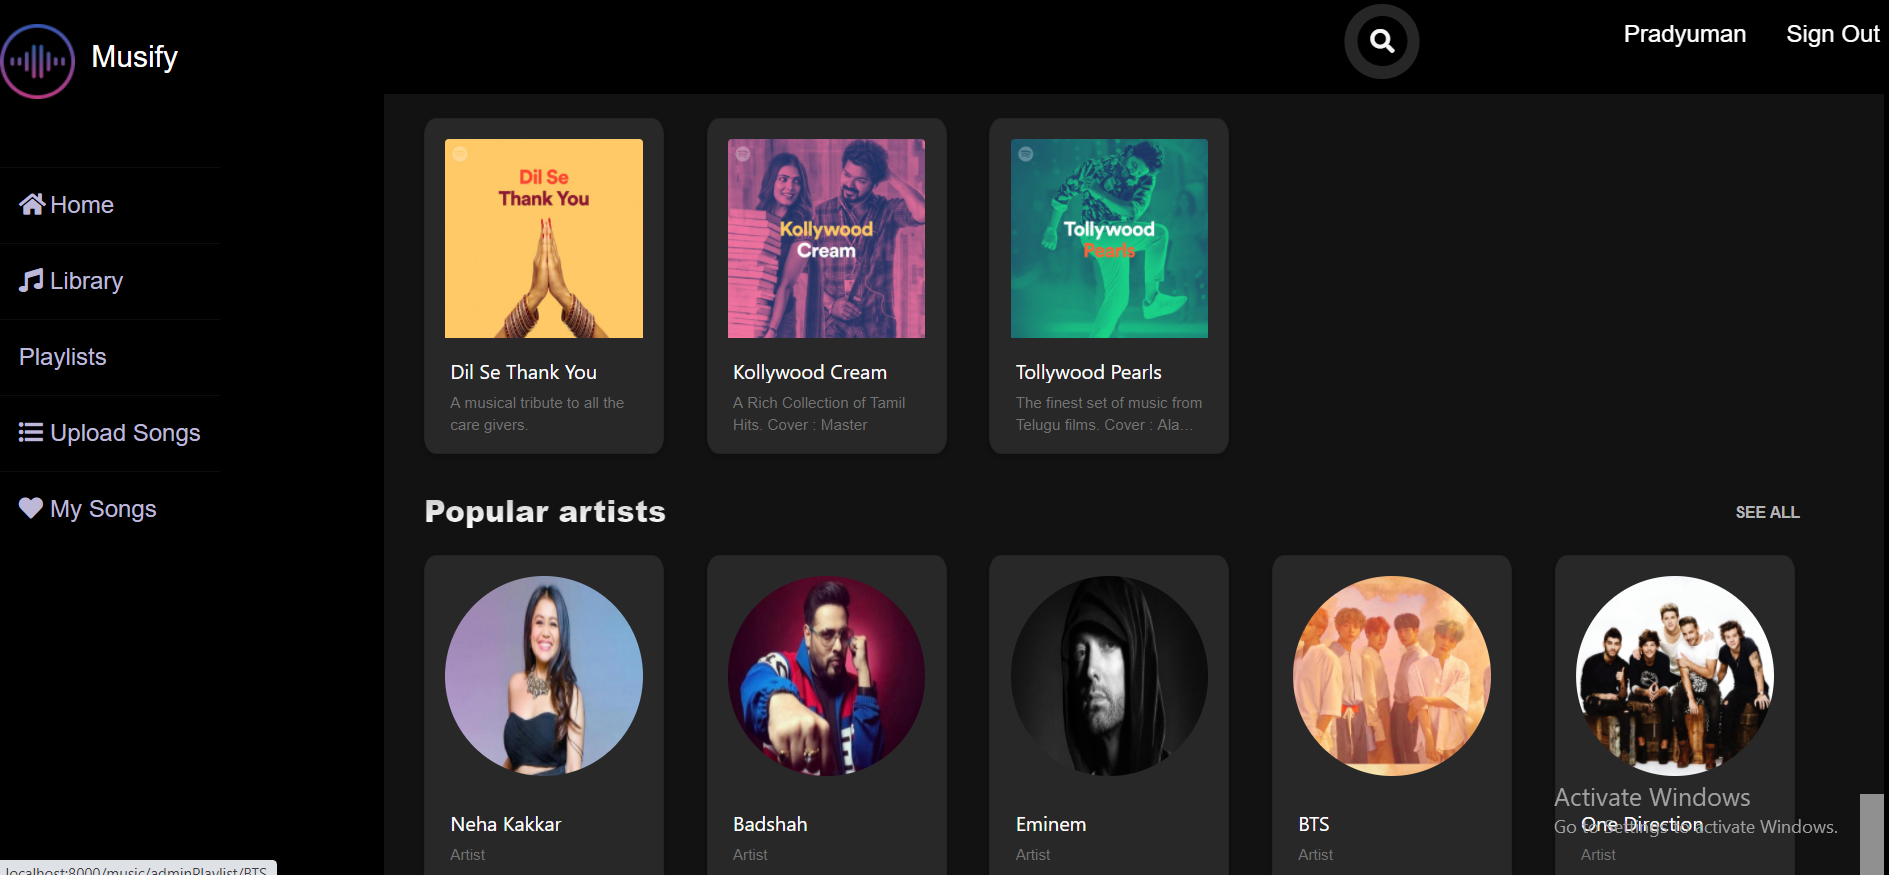 Musify
Pradyuman
Sign Out
Home
Library
Playlists
Upload Songs
My Songs
Dil Se
Thank You
Kollywood
Cream
Tollywood
Pearls
Dil Se Thank You
A musical tribute to all the
care givers.
Kollywood Cream
A Rich Collection of Tamil
Hits. Cover : Master
Tollywood Pearls
The finest set of music from
Telugu films. Cover : Ala...
Popular artists
SEE ALL
Neha Kakkar
Artist
Badshah
Artist
Eminem
Artist
BTS
Artist
One Direction
Artist
Activate Windows
Go to Settings to activate Windows.
localhost:8000/music/adminPlaylist/BTS